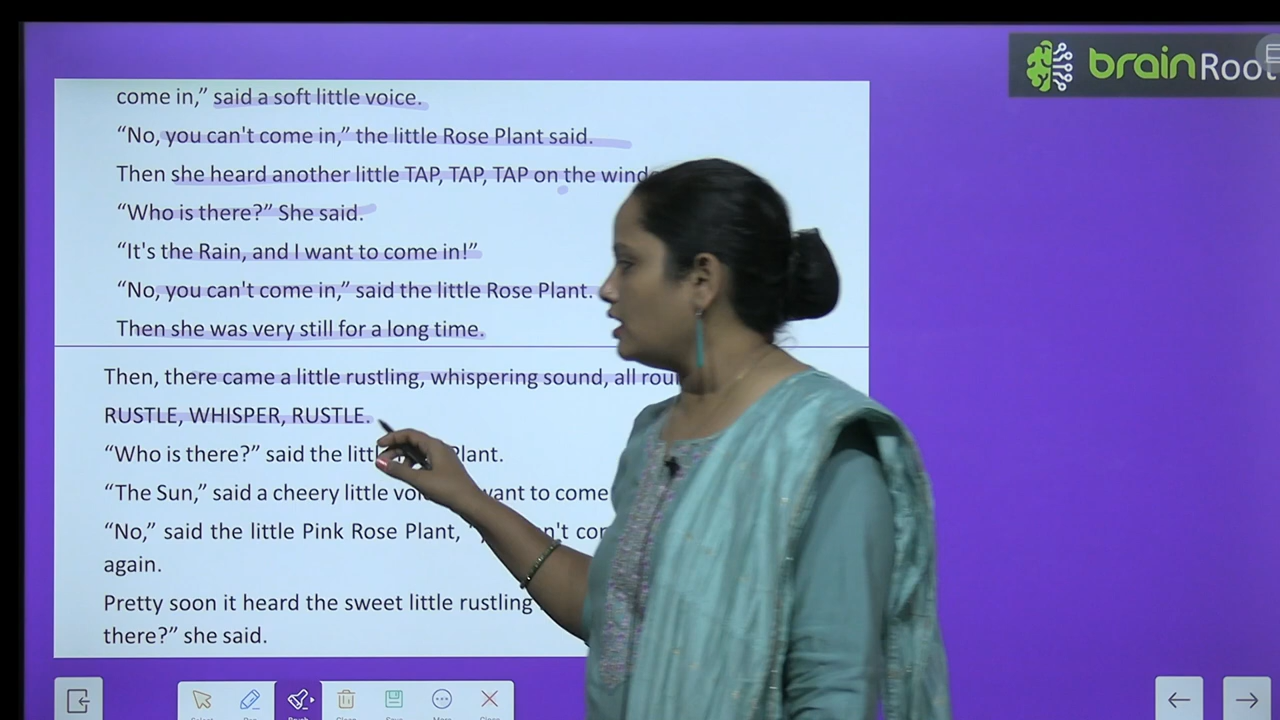 brainRoot
come in,” said a soft little voice.
“No, you can't come in,” the little Rose Plant said.
Then she heard another little TAP, TAP, TAP on the
“Who is there?” She said.
“It's the Rain, and I want to come in!”
“No, you can't come in,” said the little Rose Plant.
Then she was very still for a long time.
Then, there came a little rustling, whispering sound, all
RUSTLE, WHISPER, RUSTLE.
“Who is there?” said the Plant.
“The Sun,” said a cheery little want to come
“No,” said the little Pink Rose Plant,
again.
Pretty soon it heard the sweet little rustling
there?” she said.